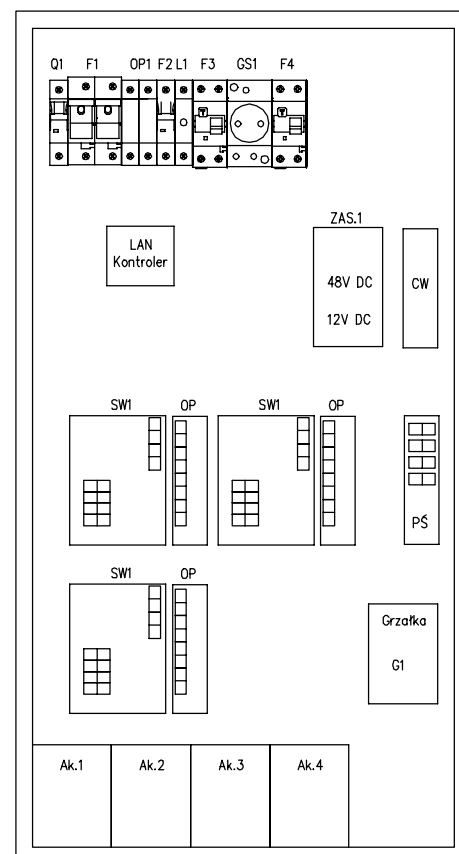 Q1 F1 OP1 F2 L1 F3 GS1 F4
ZAS.1
LAN
Kontroler
48V DC
12V DC
CW
SW1 OP SW1 OP
PŚ
SW1 OP
Grzałka
G1
Ak.1 Ak.2 Ak.3 Ak.4